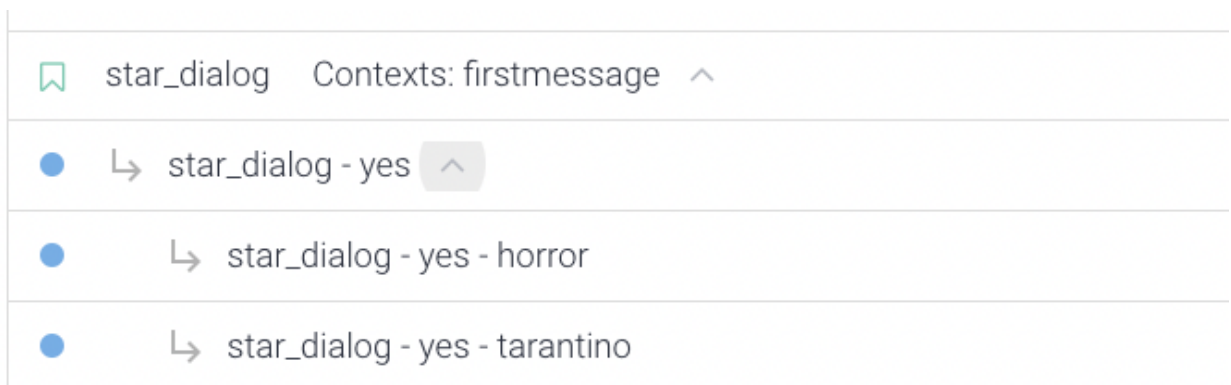 star_dialog Contexts: firstmessage
star_dialog - yes
star_dialog - yes - horror
star_dialog - yes - tarantino